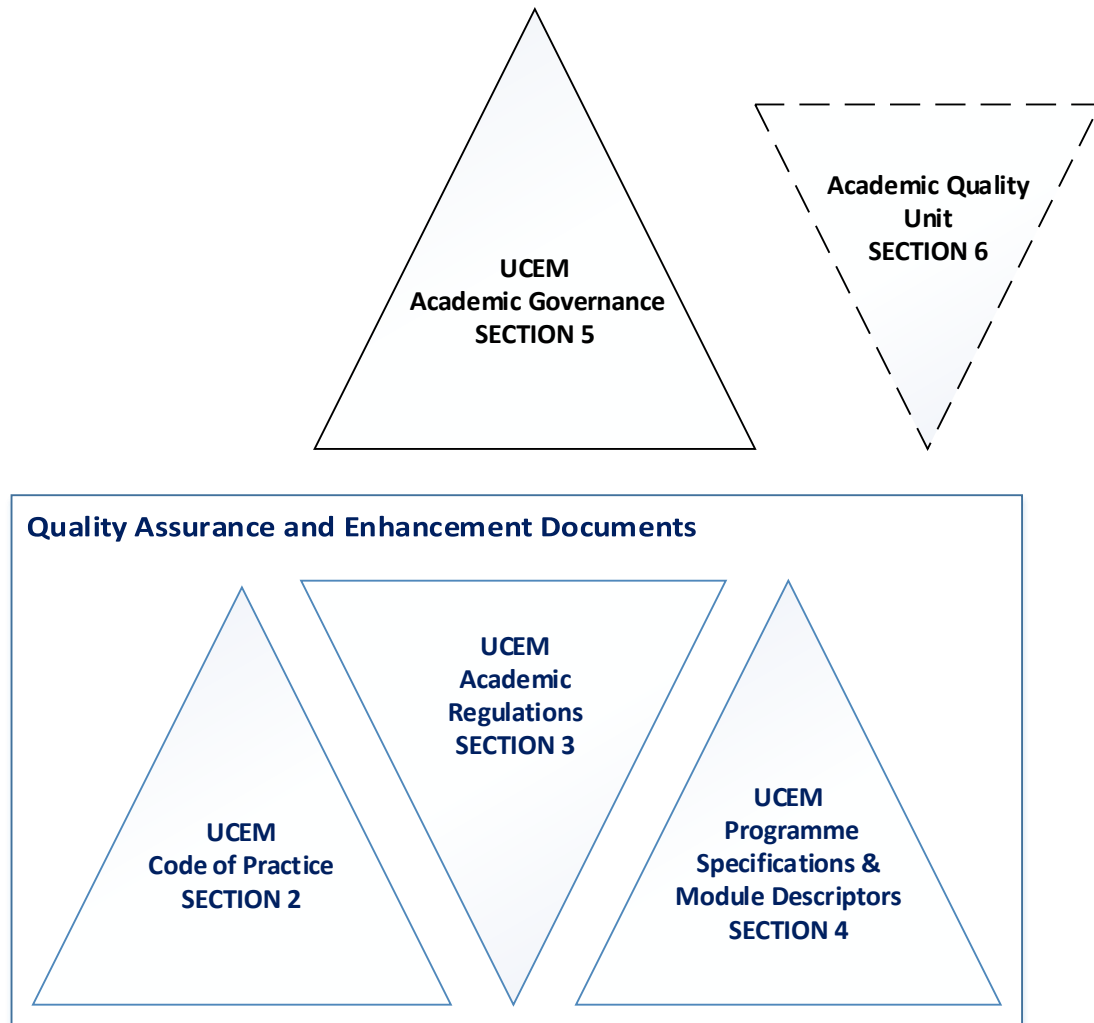 UCEM
Academic Governance
SECTION 5
Academic Quality
Unit
SECTION 6
Quality Assurance and Enhancement Documents
UCEM
Code of Practice
SECTION 2
UCEM
Academic
Regulations
SECTION 3
UCEM
Programme
Specifications &
Module Descriptors
SECTION 4